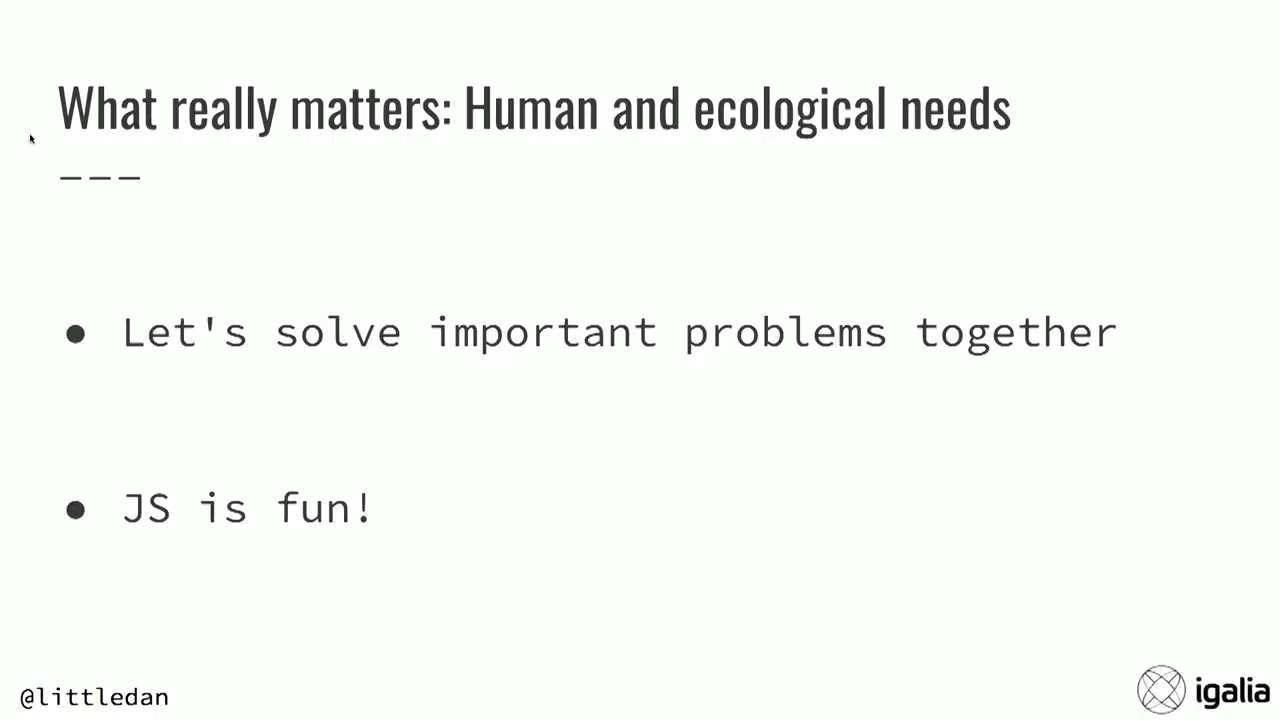 What really matters: Human and ecological needs
---
● Let's solve important problems together
● JS is fun!
@littledan
igalia